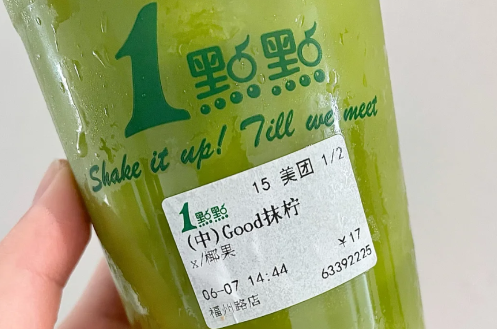 1點點
Shake it up! Till we meet
15 美团 1/2
1點點
(中)Good抹柠
x/椰果
¥17
06-07 14:44
63392225
福州路店